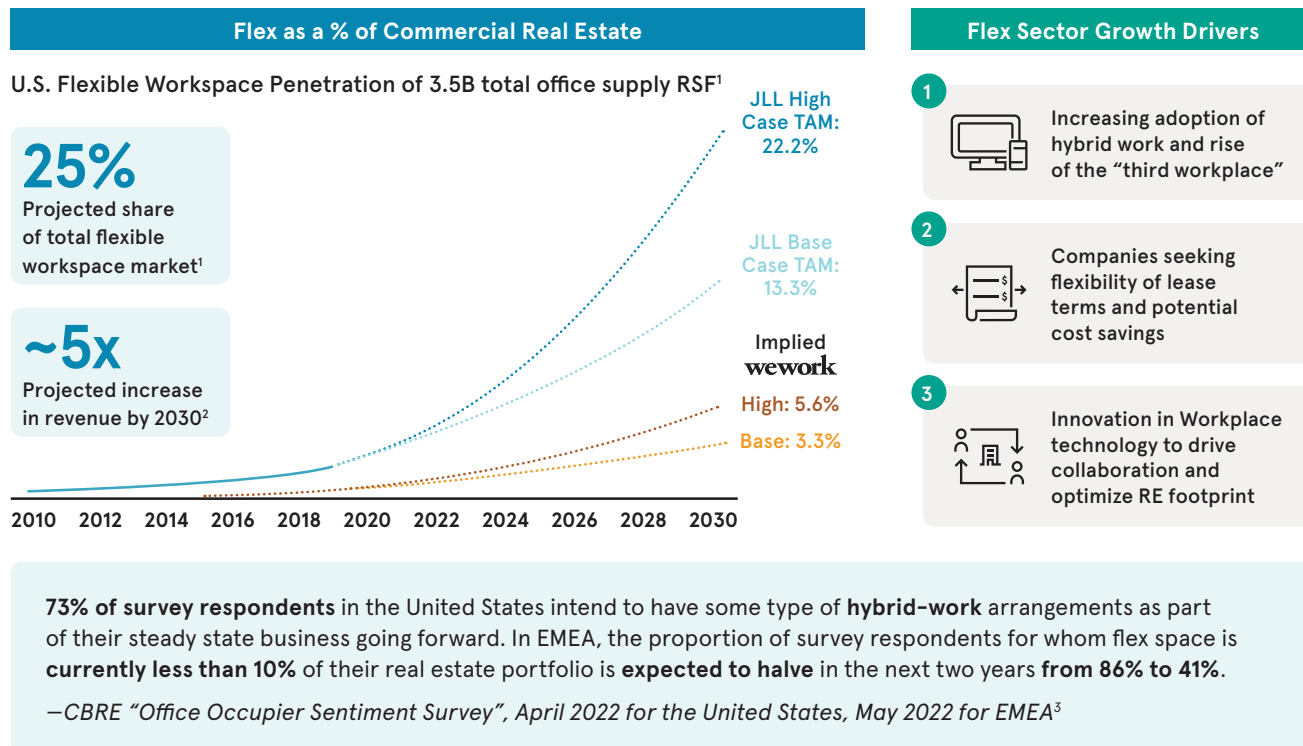 Flex as a % of Commercial Real Estate
U.S. Flexible Workspace Penetration of 3.5B total office supply RSF¹
25%
Projected share
of total flexible
workspace market¹
~5x
Projected increase
in revenue by 2030²
JLL High
Case TAM:
22.2%
JLL Base
Case TAM:
13.3%
Implied
wework
High: 5.6%
Base: 3.3%
2010 2012 2014 2016 2018 2020 2022 2024 2026 2028 2030
Flex Sector Growth Drivers
1
Increasing adoption of
hybrid work and rise
of the “third workplace”
2
$
$
Companies seeking
flexibility of lease
terms and potential
cost savings
3
Innovation in Workplace
technology to drive
collaboration and
optimize RE footprint
73% of survey respondents in the United States intend to have some type of hybrid-work arrangements as part
of their steady state business going forward. In EMEA, the proportion of survey respondents for whom flex space is
currently less than 10% of their real estate portfolio is expected to halve in the next two years from 86% to 41%.
—CBRE “Office Occupier Sentiment Survey”, April 2022 for the United States, May 2022 for EMEA³